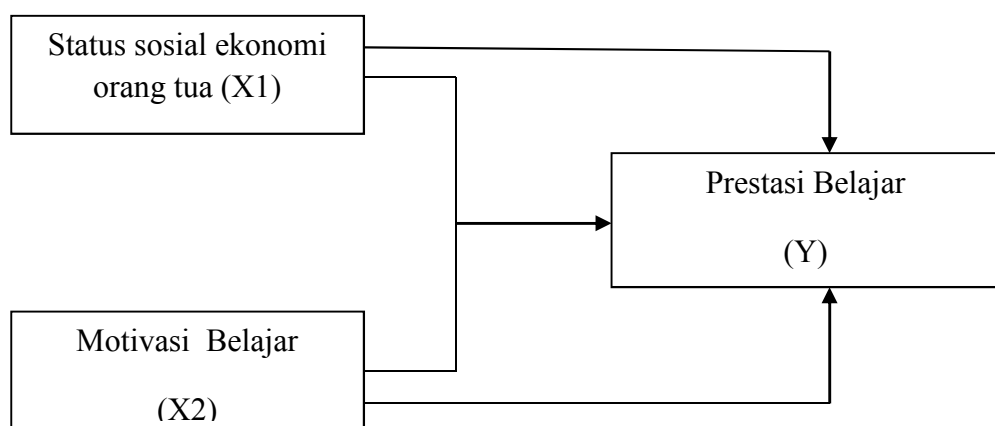 Status sosial ekonomi
orang tua (X1)
Prestasi Belajar
(Y)
Motivasi Belajar
(X2)